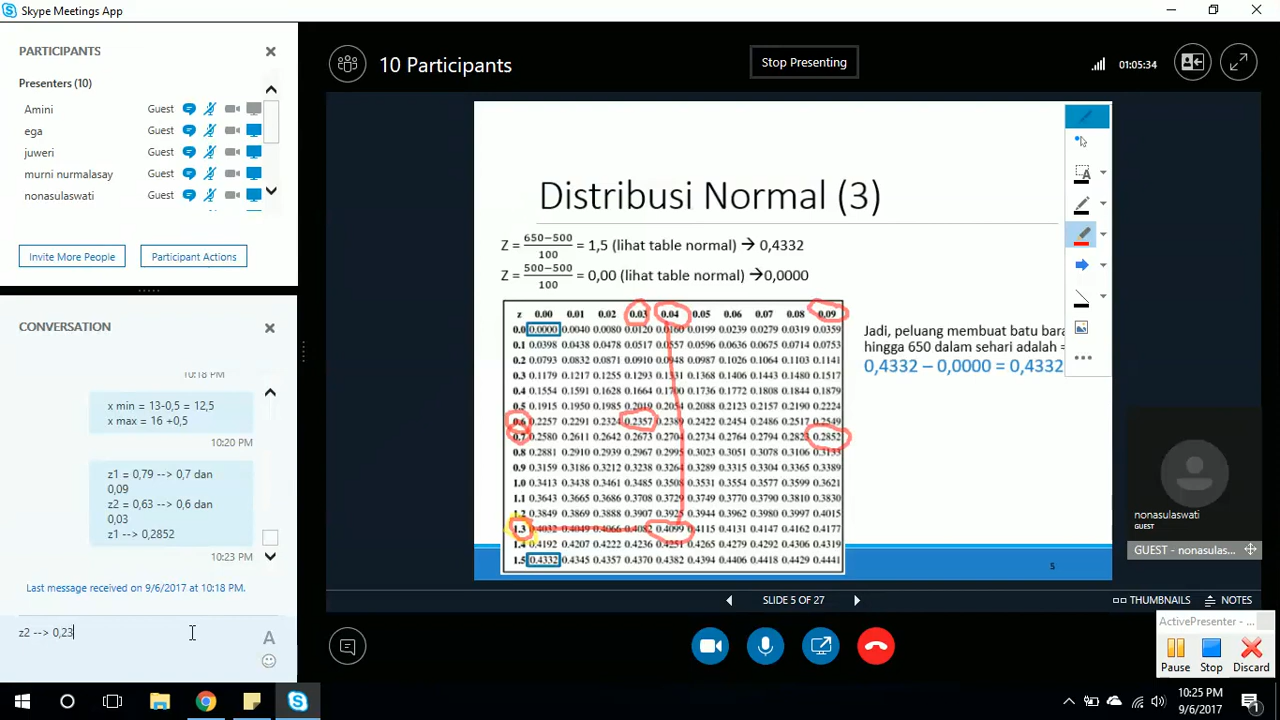 Skype Meetings App
PARTICIPANTS
Presenters (10)
Amini Guest
ega Guest
juweri Guest
murni nurmalasay Guest
nonasulaswati Guest
Invite More People Participant Actions
CONVERSATION
10:18 PM
x min = 13-0,5 = 12,5
x max = 16 +0,5
10:20 PM
z1 = 0,79 --> 0,7 dan
0,09
z2 = 0,63 --> 0,6 dan
0,03
z1 --> 0,2852
10:23 PM
Last message received on 9/6/2017 at 10:18 PM.
z2 --> 0,23
A
10 Participants
Stop Presenting
01:05:34
Distribusi Normal (3)
Z = 650−500/100 = 1,5 (lihat table normal) → 0,4332
Z = 500−500/100 = 0,00 (lihat table normal) →0,0000
z 0.00 0.01 0.02 0.03 0.04 0.05 0.06 0.07 0.08 0.09
0.0 0.0000 0.0040 0.0080 0.0120 0.0160 0.0199 0.0239 0.0279 0.0319 0.0359
0.1 0.0398 0.0438 0.0478 0.0517 0.0557 0.0596 0.0636 0.0675 0.0714 0.0753
0.2 0.0793 0.0832 0.0871 0.0910 0.0948 0.0987 0.1026 0.1064 0.1103 0.1141
0.3 0.1179 0.1217 0.1255 0.1293 0.1331 0.1368 0.1406 0.1443 0.1480 0.1517
0.4 0.1554 0.1591 0.1628 0.1664 0.1700 0.1736 0.1772 0.1808 0.1844 0.1879
0.5 0.1915 0.1950 0.1985 0.2019 0.2054 0.2088 0.2123 0.2157 0.2190 0.2224
0.6 0.2257 0.2291 0.2324 0.2357 0.2389 0.2422 0.2454 0.2486 0.2517 0.2549
0.7 0.2580 0.2611 0.2642 0.2673 0.2704 0.2734 0.2764 0.2794 0.2823 0.2852
0.8 0.2881 0.2910 0.2939 0.2967 0.2995 0.3023 0.3051 0.3078 0.3106 0.3133
0.9 0.3159 0.3186 0.3212 0.3238 0.3264 0.3289 0.3315 0.3304 0.3365 0.3389
1.0 0.3413 0.3438 0.3461 0.3485 0.3508 0.3531 0.3554 0.3577 0.3599 0.3621
1.1 0.3643 0.3665 0.3686 0.3708 0.3729 0.3749 0.3770 0.3790 0.3810 0.3830
1.2 0.3849 0.3869 0.3888 0.3907 0.3925 0.3944 0.3962 0.3980 0.3997 0.4015
1.3 0.4032 0.4049 0.4066 0.4082 0.4099 0.4115 0.4131 0.4147 0.4162 0.4177
1.4 0.4192 0.4207 0.4222 0.4236 0.4251 0.4265 0.4279 0.4292 0.4306 0.4319
1.5 0.4332 0.4345 0.4357 0.4370 0.4382 0.4394 0.4406 0.4418 0.4429 0.4441
Jadi, peluang membuat batu bara
hingga 650 dalam sehari adalah =
0,4332 – 0,0000 = 0,4332
5
nonasulaswati
GUEST
GUEST - nonasulas...
SLIDE 5 OF 27
THUMBNAILS NOTES
ActivePresenter - ...
Pause Stop Discard
10:25 PM
9/6/2017